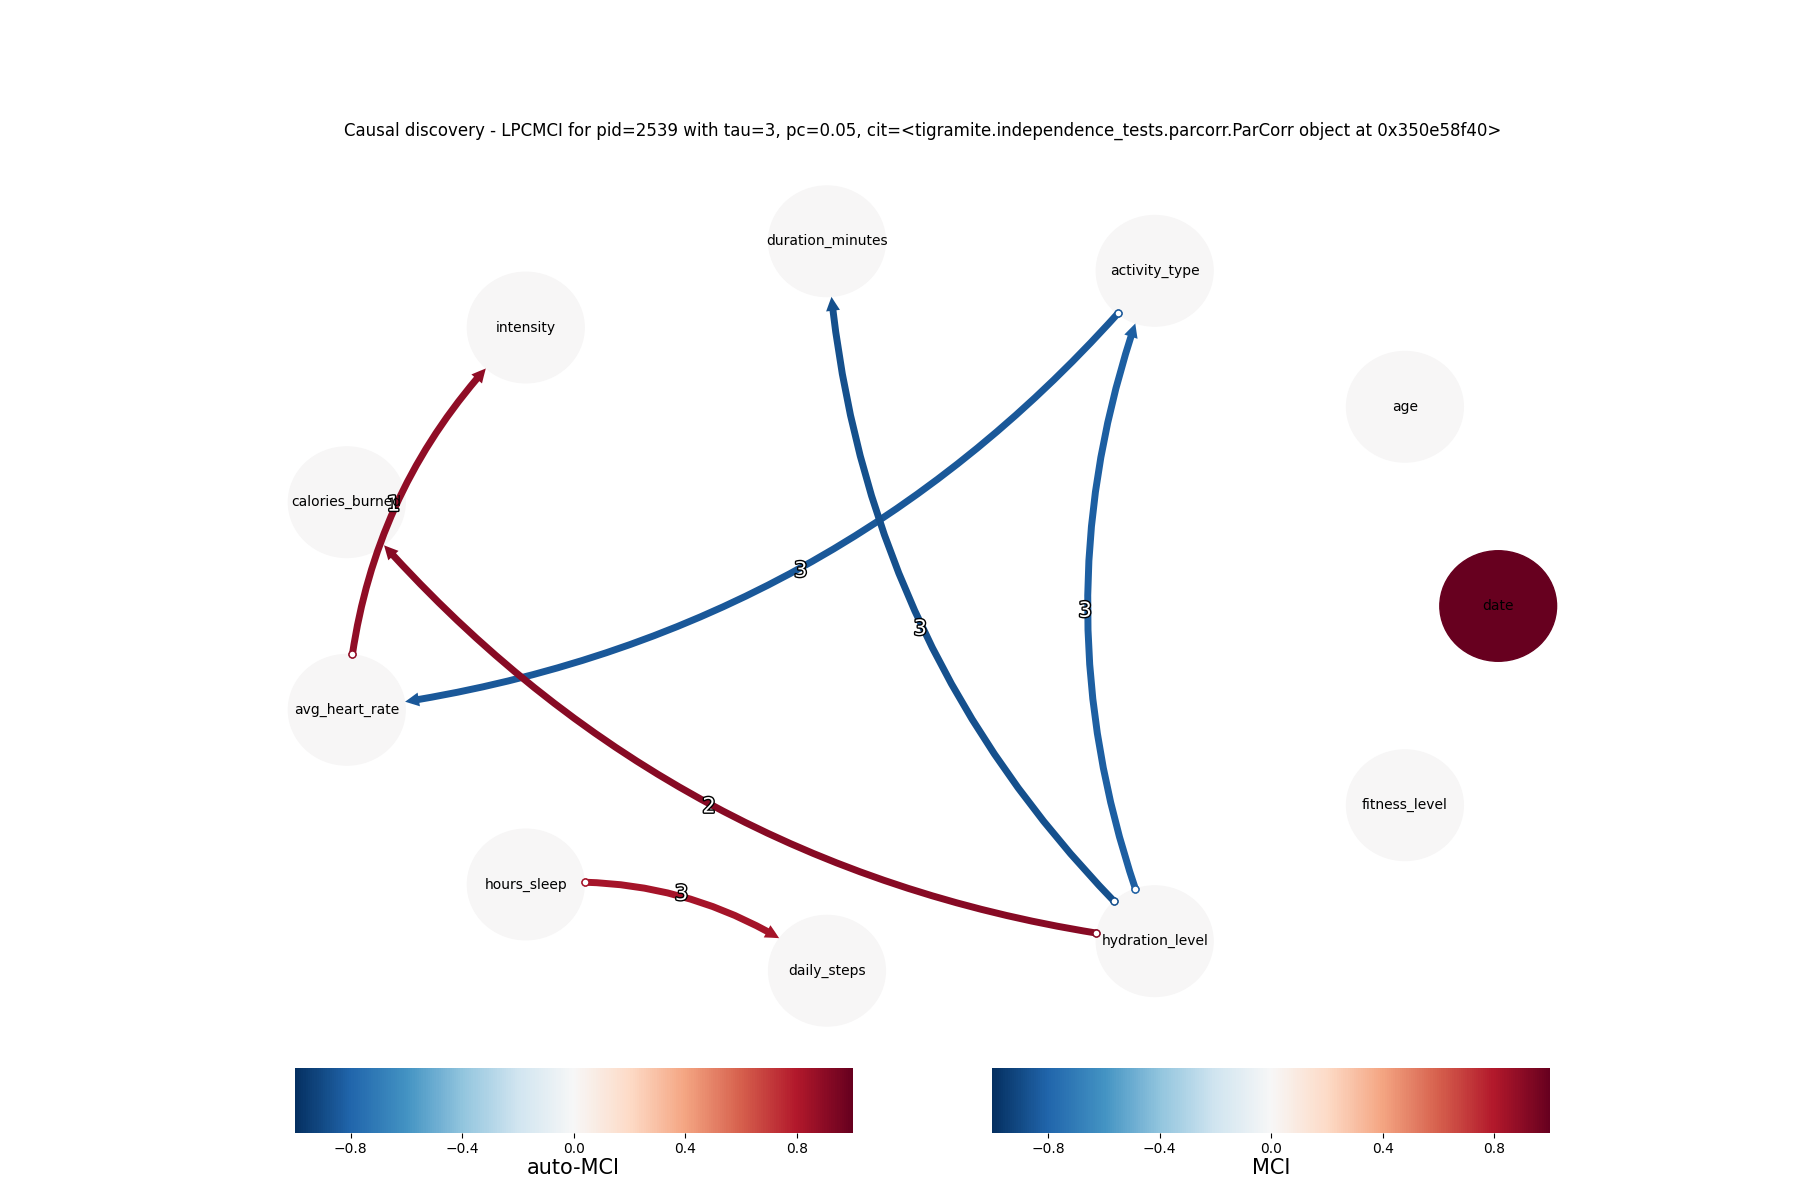 Causal discovery - LPCMCI for pid=2539 with tau=3, pc=0.05, cit=<tigramite.independence_tests.parcorr.ParCorr object at 0x350e58f40>
duration_minutes
activity_type
intensity
age
calories_burned
1
3
date
3
3
avg_heart_rate
2
fitness_level
hours_sleep
3
hydration_level
daily_steps
−0.8 −0.4 0.0 0.4 0.8
auto-MCI
−0.8 −0.4 0.0 0.4 0.8
MCI